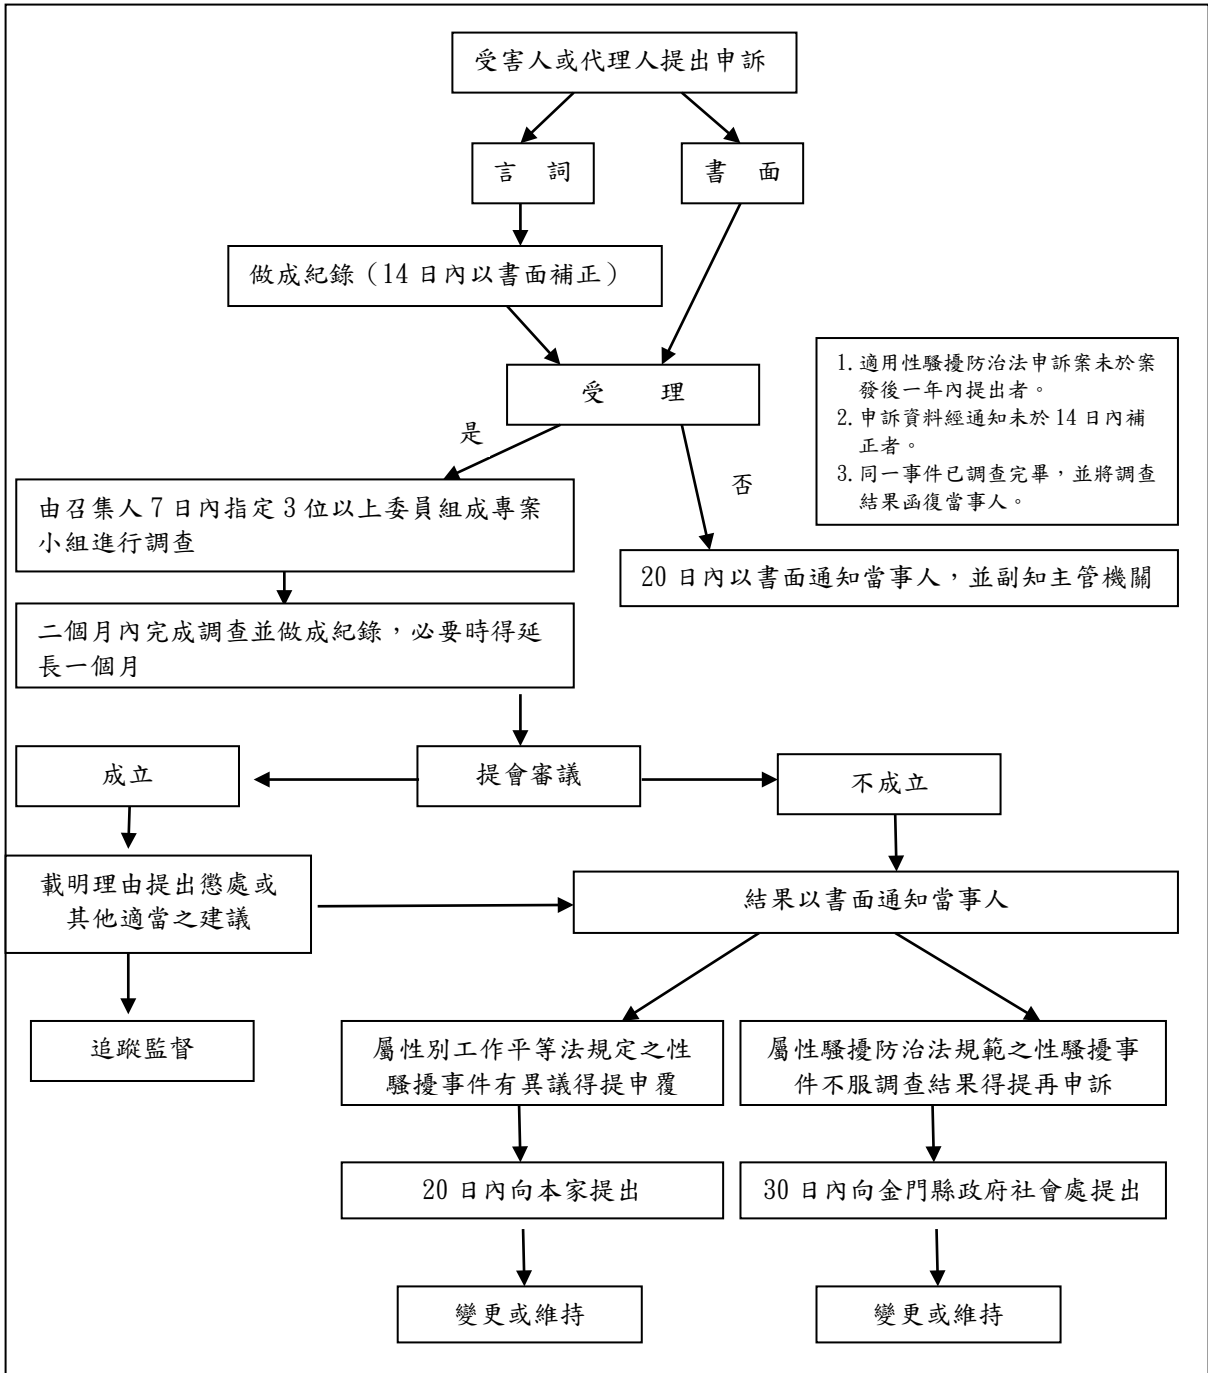 受害人或代理人提出申訴
言 詞
書 面
做成紀錄（14 日內以書面補正）
受 理
1. 適用性騷擾防治法申訴案未於案
發後一年內提出者。
2. 申訴資料經通知未於 14 日內補
正者。
3. 同一事件已調查完畢，並將調查
結果函復當事人。
是
否
由召集人 7 日內指定 3 位以上委員組成專案
小組進行調查
20 日內以書面通知當事人，並副知主管機關
二個月內完成調查並做成紀錄，必要時得延
長一個月
成立
提會審議
不成立
載明理由提出懲處或
其他適當之建議
結果以書面通知當事人
追蹤監督
屬性別工作平等法規定之性
騷擾事件有異議得提申覆
屬性騷擾防治法規範之性騷擾事
件不服調查結果得提再申訴
20 日內向本家提出
30 日內向金門縣政府社會處提出
變更或維持
變更或維持